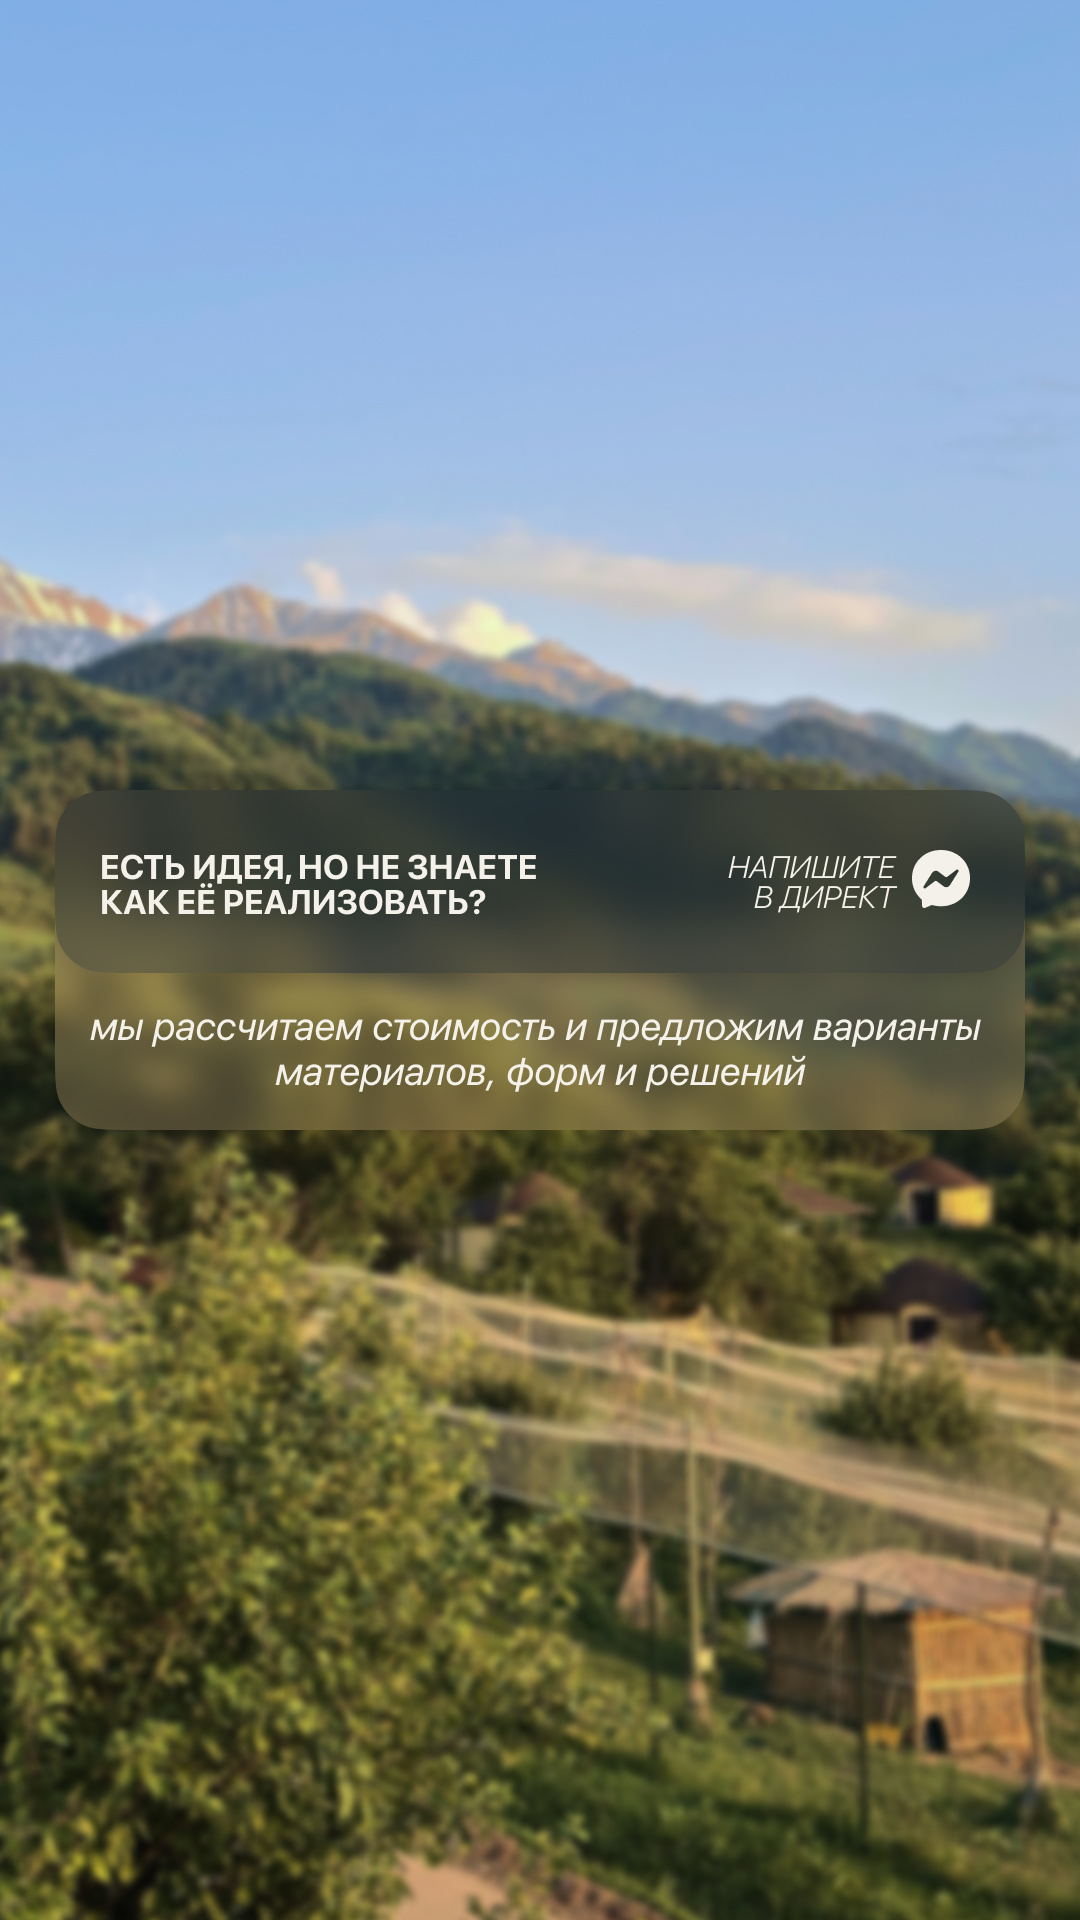 ЕСТЬ ИДЕЯ, НО НЕ ЗНАЕТЕ
КАК ЕЁ РЕАЛИЗОВАТЬ?
НАПИШИТЕ
В ДИРЕКТ
мы рассчитаем стоимость и предложим варианты
материалов, форм и решений